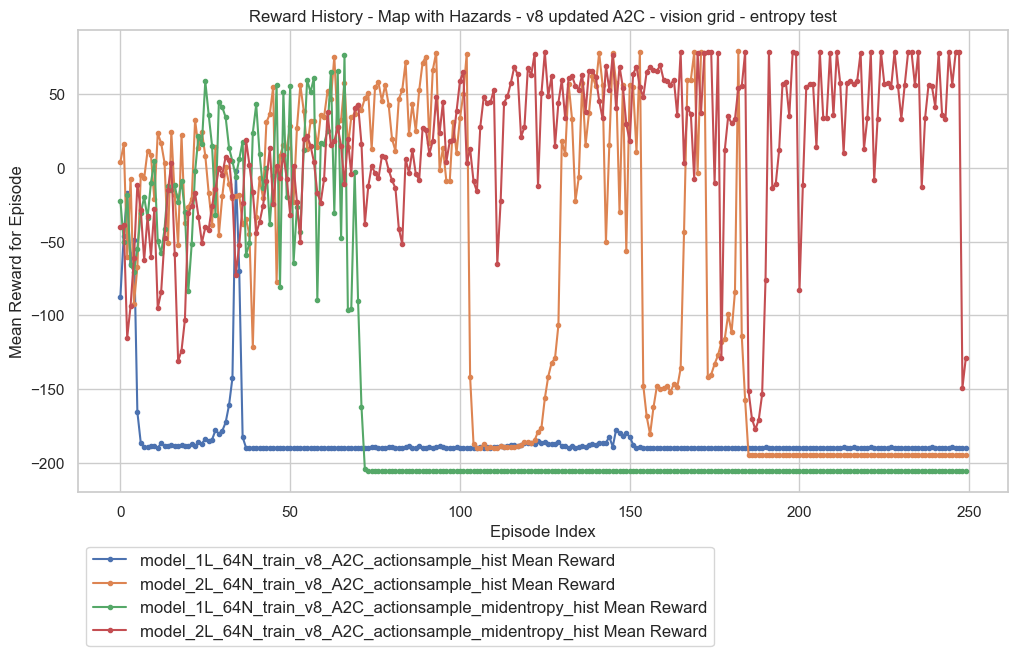 Reward History - Map with Hazards - v8 updated A2C - vision grid - entropy test
Mean Reward for Episode
50
0
−50
−100
−150
−200
0 50 100 150 200 250
Episode Index
model_1L_64N_train_v8_A2C_actionsample_hist Mean Reward
model_2L_64N_train_v8_A2C_actionsample_hist Mean Reward
model_1L_64N_train_v8_A2C_actionsample_midentropy_hist Mean Reward
model_2L_64N_train_v8_A2C_actionsample_midentropy_hist Mean Reward